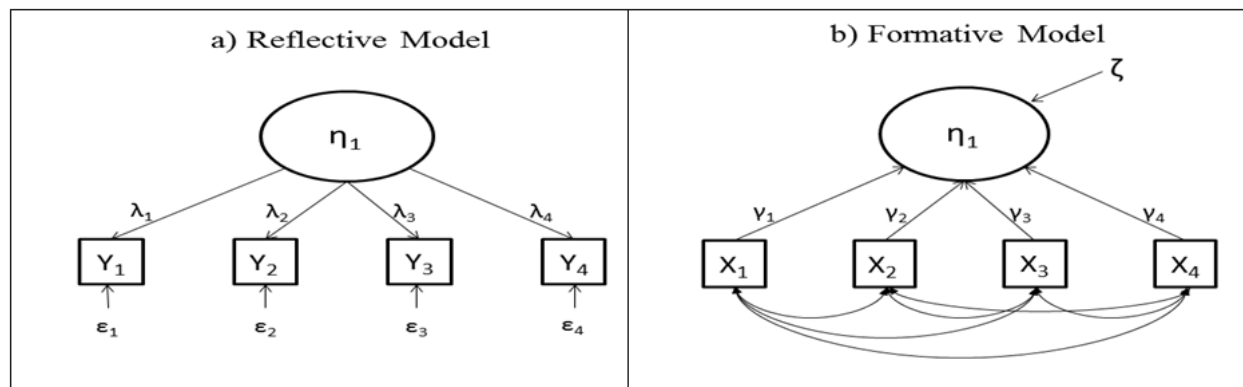 a) Reflective Model
η₁
λ₁ λ₂ λ₃ λ₄
Y₁ Y₂ Y₃ Y₄
ε₁ ε₂ ε₃ ε₄
b) Formative Model
ζ
η₁
γ₁ γ₂ γ₃ γ₄
X₁ X₂ X₃ X₄